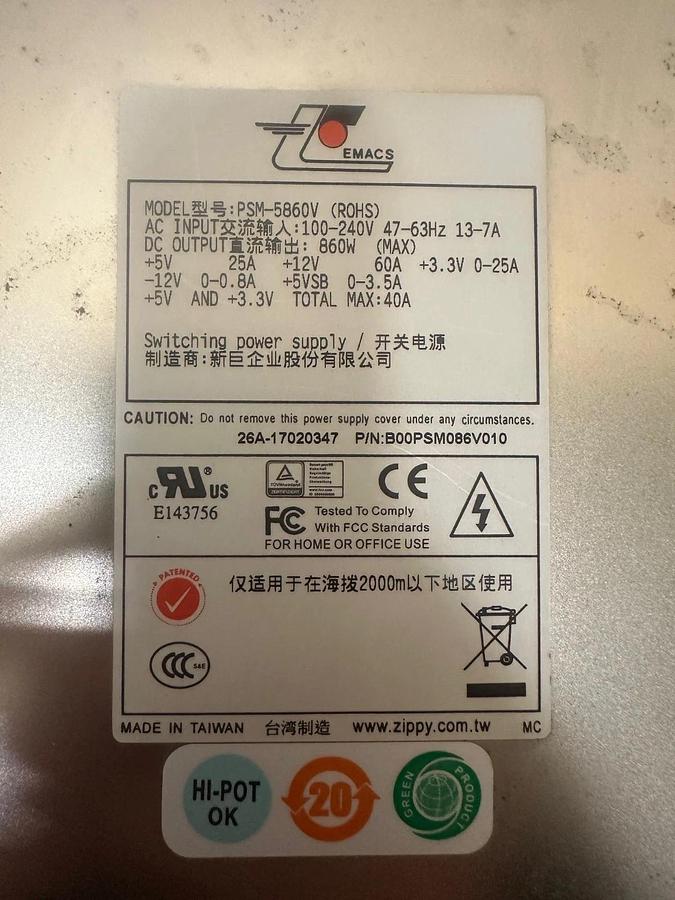 EMACS
MODEL型号:PSM-5860V (ROHS)
AC INPUT交流输入:100-240V 47-63Hz 13-7A
DC OUTPUT直流输出: 860W (MAX)
+5V 25A +12V 60A +3.3V 0-25A
-12V 0-0.8A +5VSB 0-3.5A
+5V AND +3.3V TOTAL MAX:40A
Switching power supply / 开关电源
制造商:新巨企业股份有限公司
CAUTION: Do not remove this power supply cover under any circumstances.
26A-17020347 P/N:B00PSM086V010
c RU® US
E143756
CE
FC Tested To Comply
With FCC Standards
FOR HOME OR OFFICE USE
PATENTED
仅适用于在海拨2000m以下地区使用
CCC S&E
MADE IN TAIWAN 台湾制造 www.zippy.com.tw MC
HI-POT
OK
20
GREEN PRODUCT